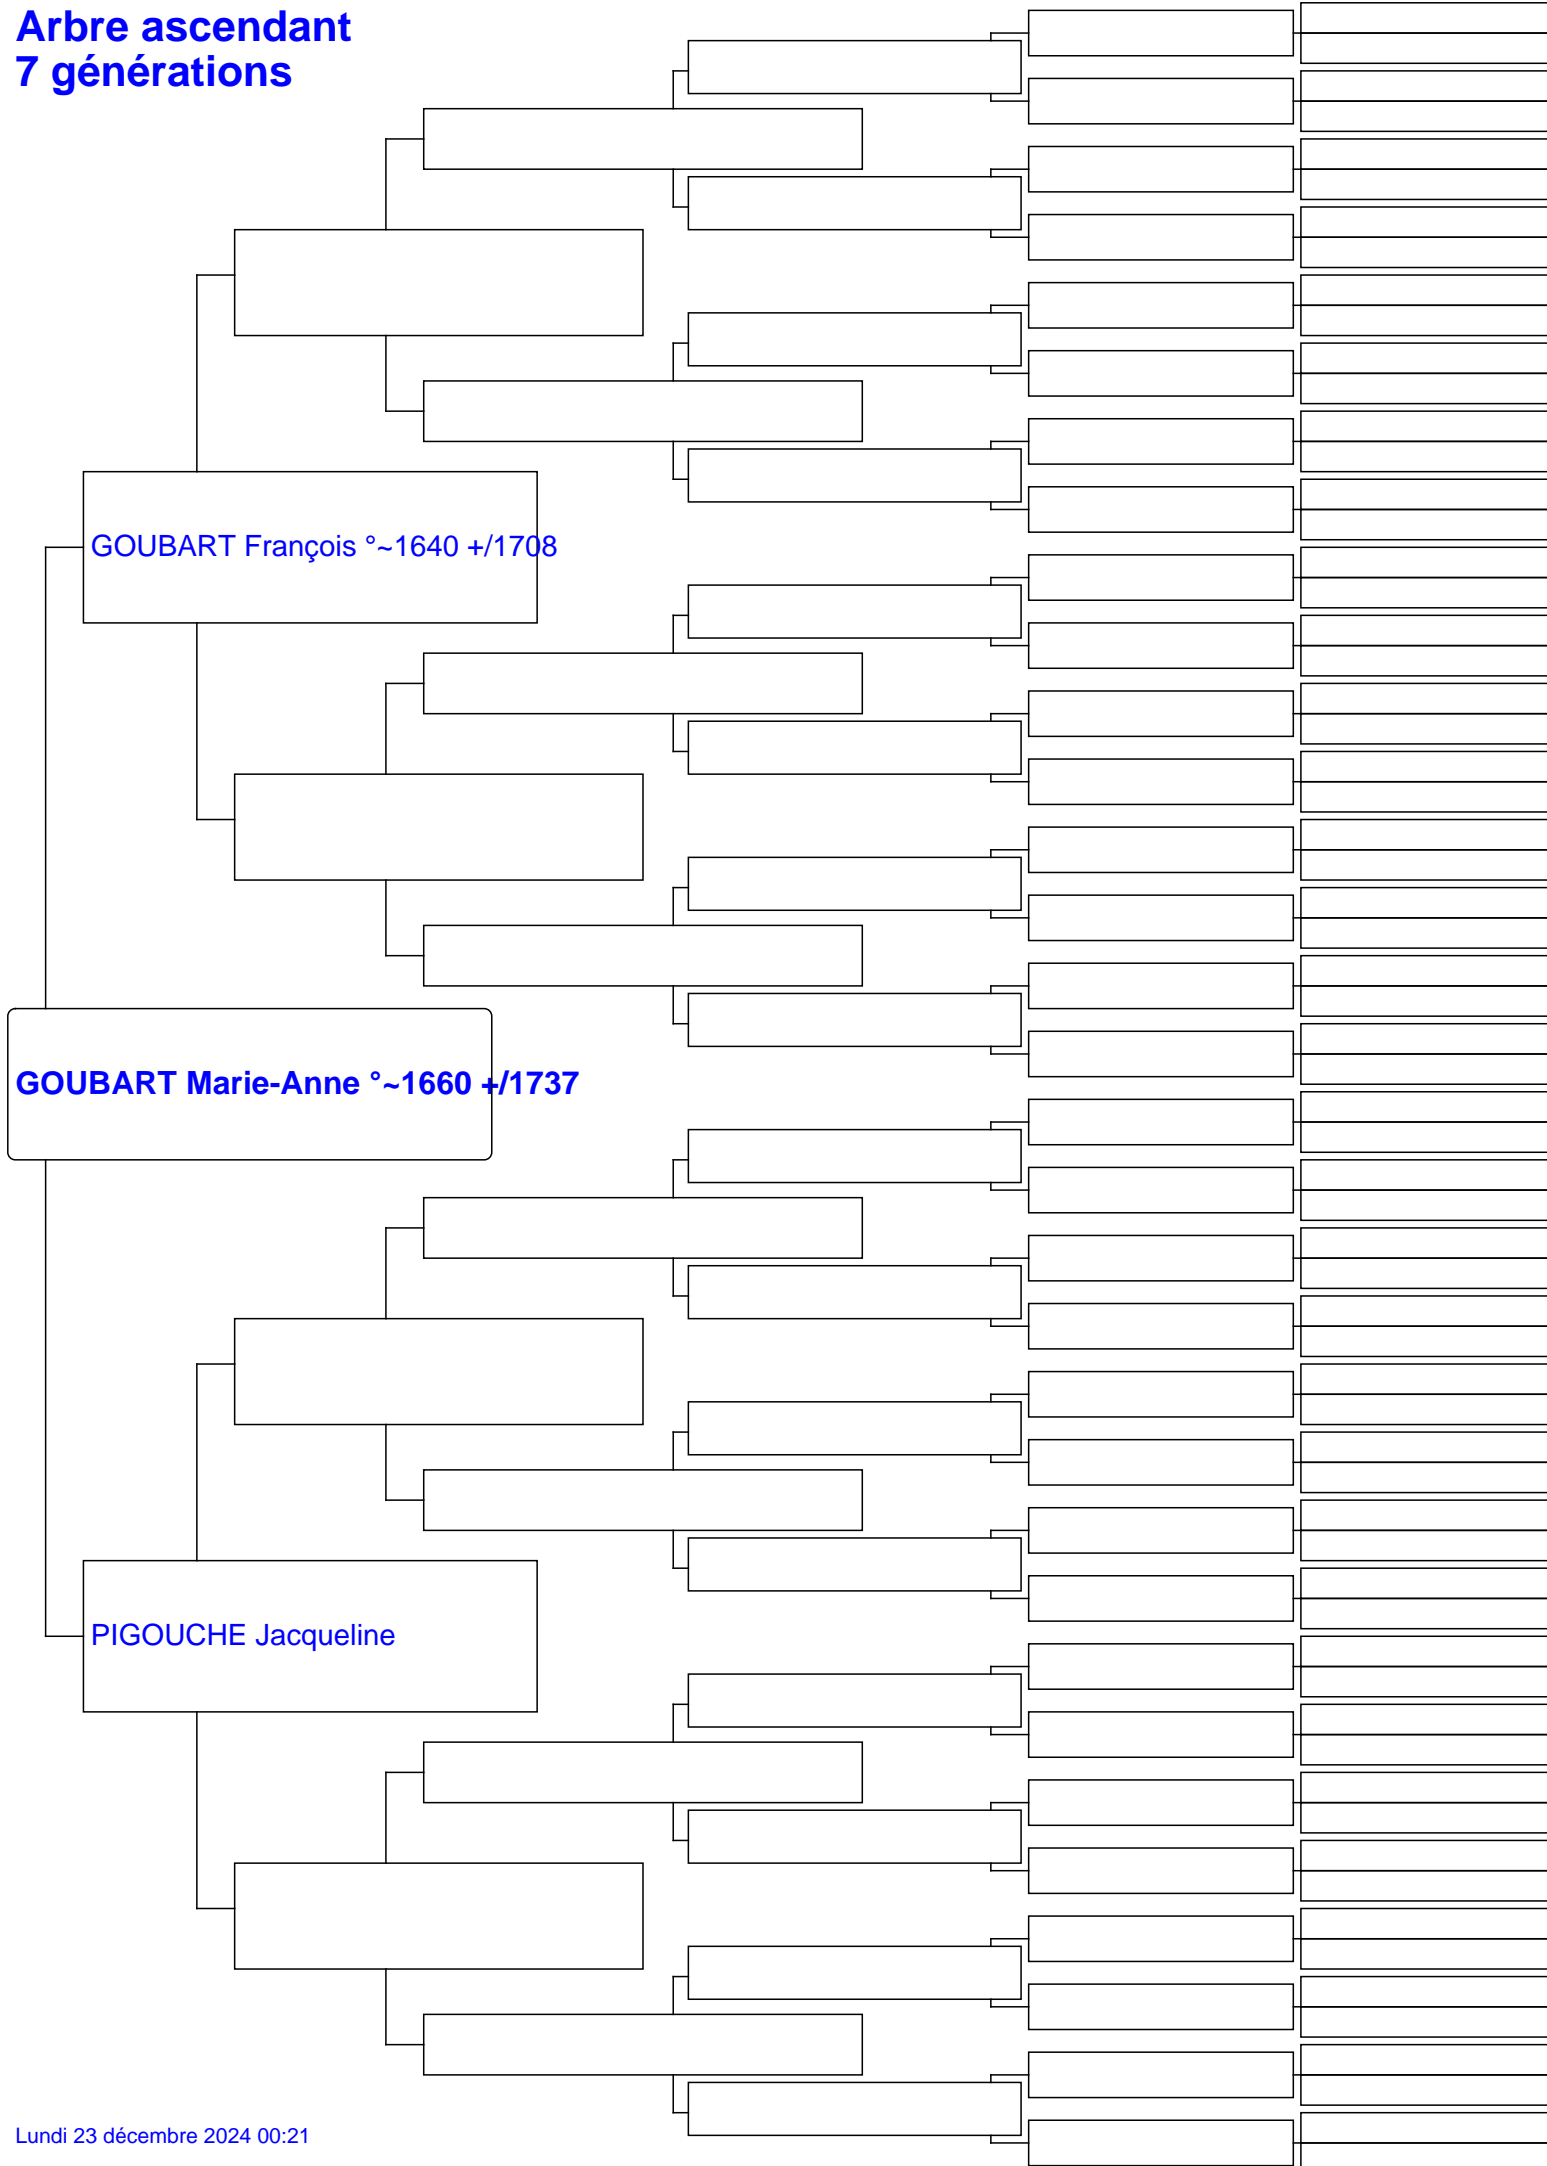 Arbre ascendant
7 générations
GOUBART François °~1640 +/1708
GOUBART Marie-Anne °~1660 +/1737
PIGOUCHE Jacqueline
Lundi 23 décembre 2024 00:21